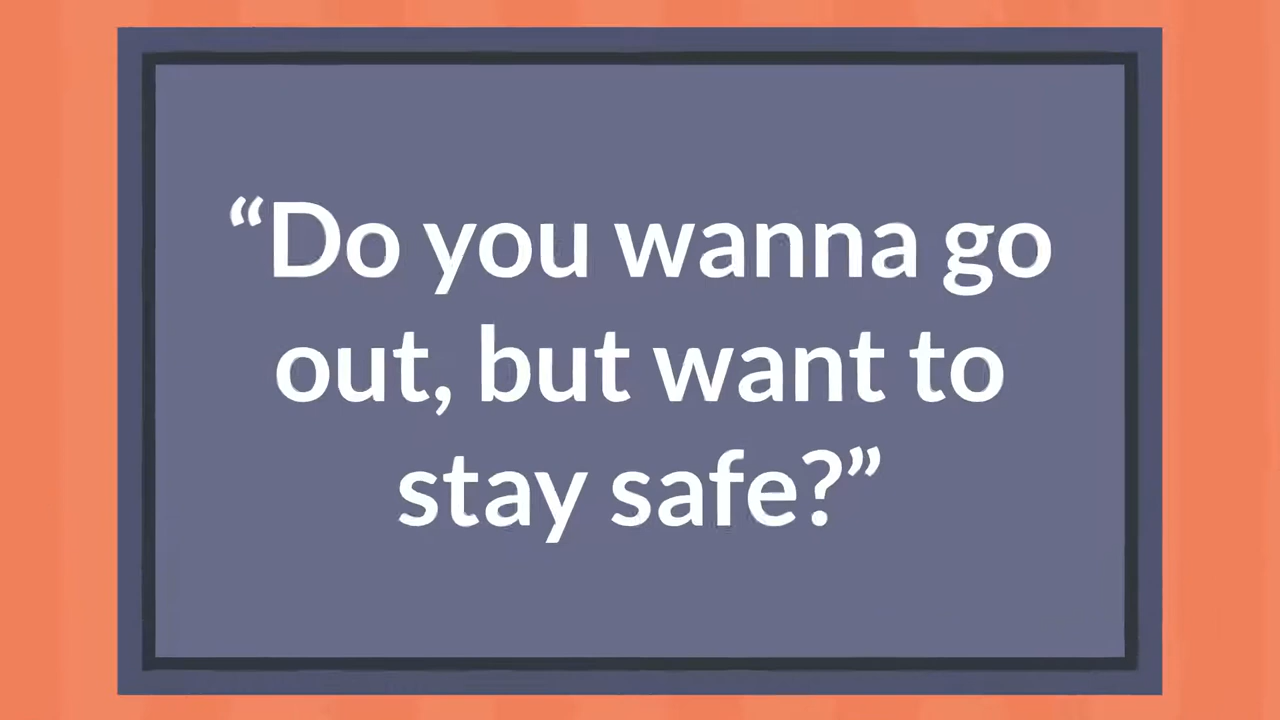 “Do you wanna go
out, but want to
stay safe?”